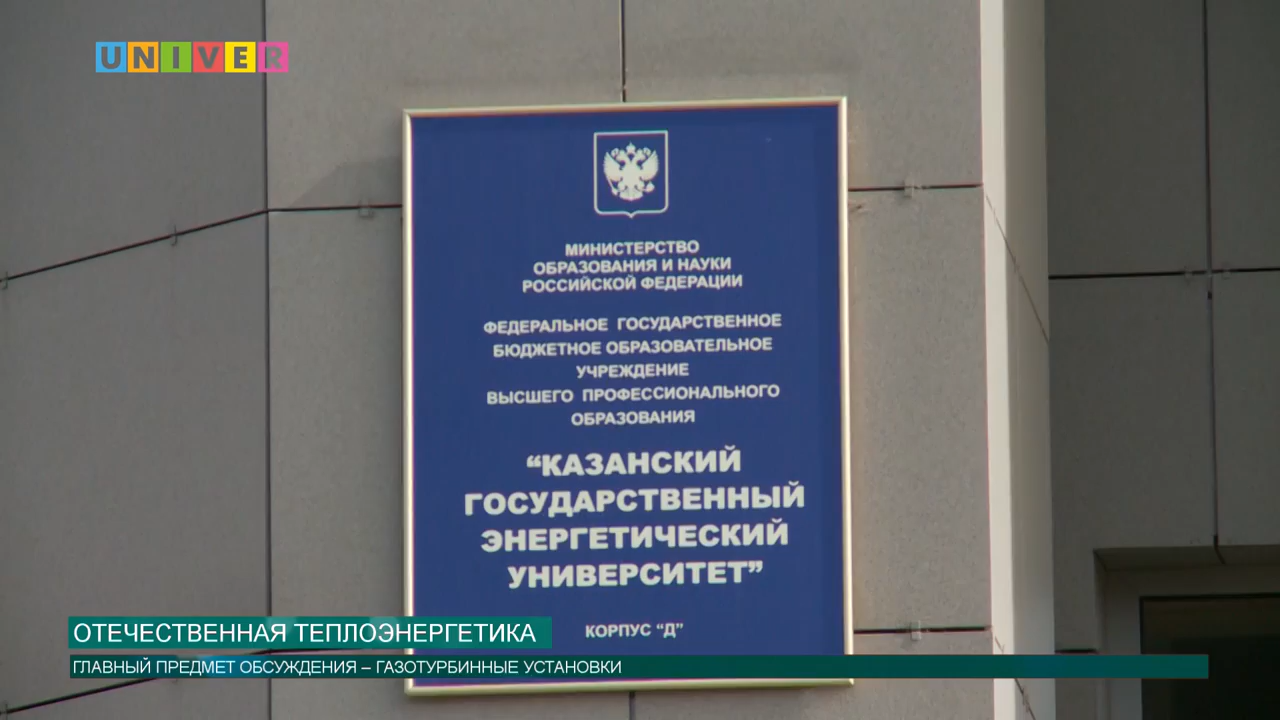 UNIVER
МИНИСТЕРСТВО
ОБРАЗОВАНИЯ И НАУКИ
РОССИЙСКОЙ ФЕДЕРАЦИИ
ФЕДЕРАЛЬНОЕ ГОСУДАРСТВЕННОЕ
БЮДЖЕТНОЕ ОБРАЗОВАТЕЛЬНОЕ
УЧРЕЖДЕНИЕ
ВЫСШЕГО ПРОФЕССИОНАЛЬНОГО
ОБРАЗОВАНИЯ
“КАЗАНСКИЙ
ГОСУДАРСТВЕННЫЙ
ЭНЕРГЕТИЧЕСКИЙ
УНИВЕРСИТЕТ”
КОРПУС “Д”
ОТЕЧЕСТВЕННАЯ ТЕПЛОЭНЕРГЕТИКА
ГЛАВНЫЙ ПРЕДМЕТ ОБСУЖДЕНИЯ – ГАЗОТУРБИННЫЕ УСТАНОВКИ